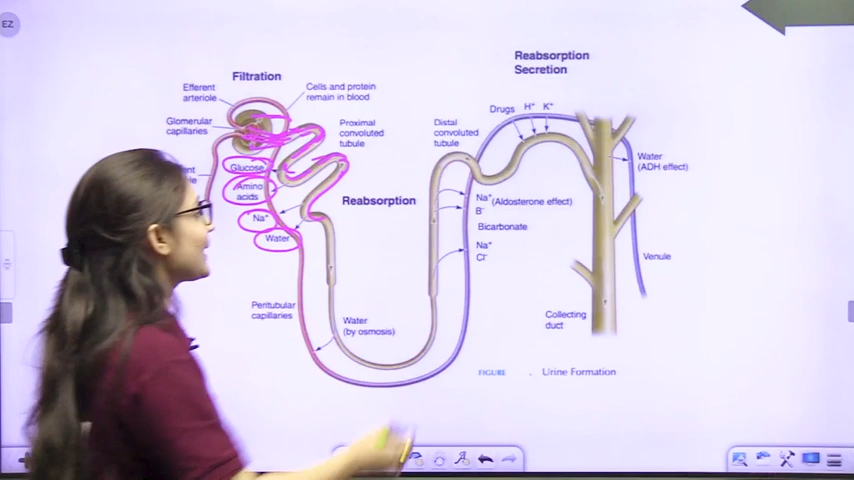 EZ
Filtration
Efferent
arteriole
Cells and protein
remain in blood
Glomerular
capillaries
Proximal
convoluted
tubule
Glucose
Amino
acids
Na+
Water
Reabsorption
Peritubular
capillaries
Water
(by osmosis)
Reabsorption
Secretion
Drugs H+ K+
Distal
convoluted
tubule
Na+
B-
(Aldosterone effect)
Bicarbonate
Na+
Cl-
Water
(ADH effect)
Venule
Collecting
duct
FIGURE . Urine Formation